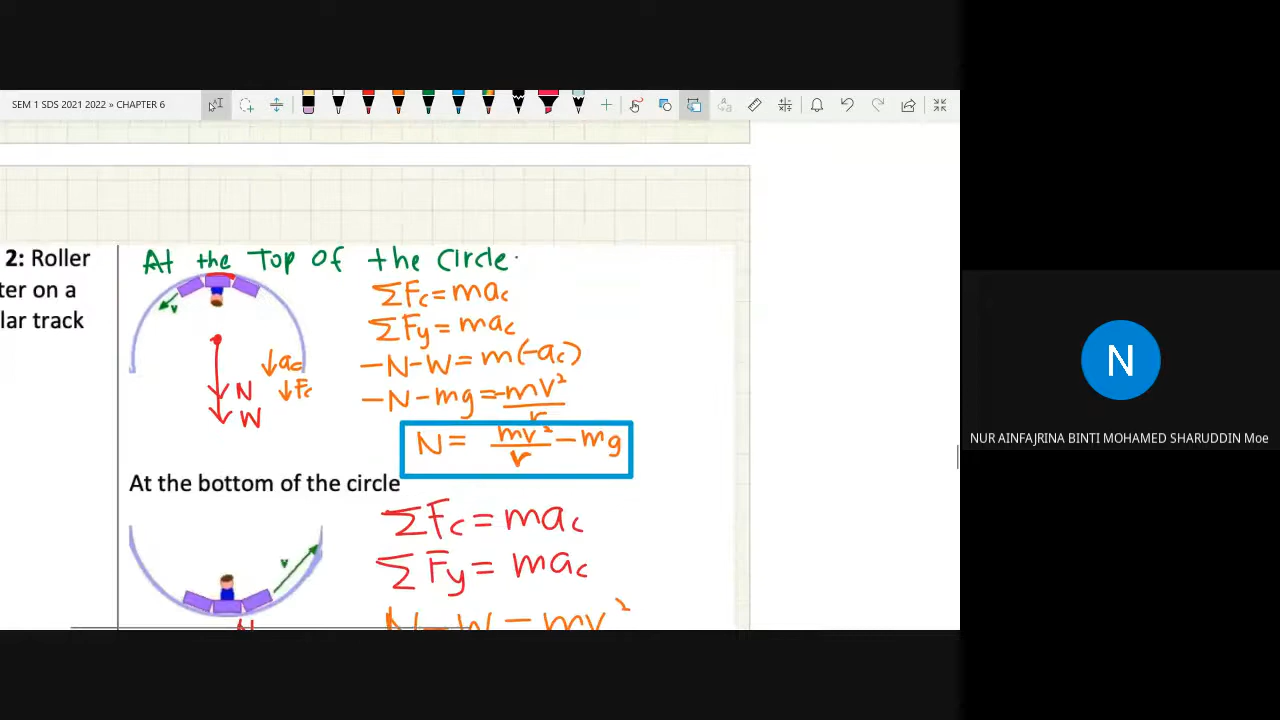 SEM 1 SDS 2021 2022 » CHAPTER 6
2: Roller
ter on a
lar track
At the Top of the Circle
v
↓ac
↓Fc
N
W
ΣFc = mac
ΣFy = mac
-N-W = m(-ac)
-N-mg = -mv²/r
N = mv²/r - mg
At the bottom of the circle
v
N
ΣFc = mac
ΣFy = mac
N-W = mv²
N
NUR AINFAJRINA BINTI MOHAMED SHARUDDIN Moe